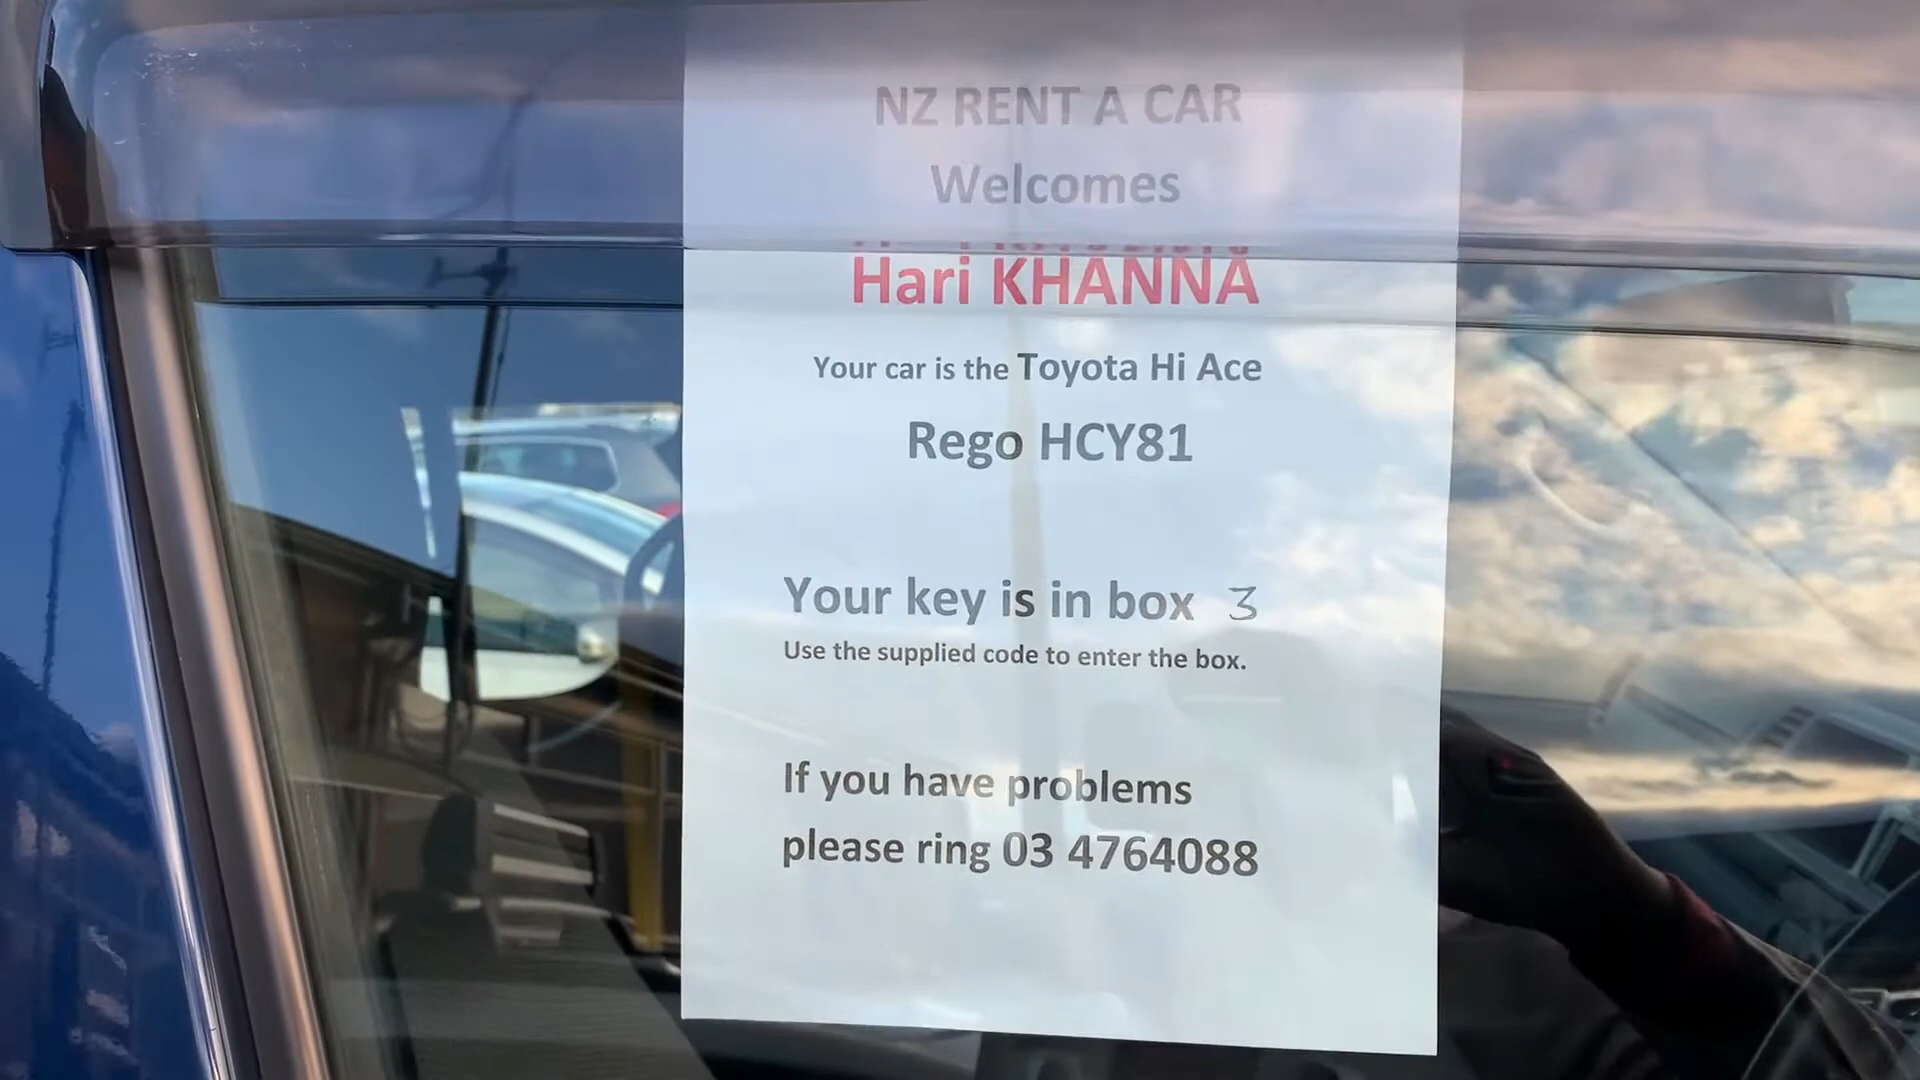 NZ RENT A CAR
Welcomes
Hari KHANNA
Your car is the Toyota Hi Ace
Rego HCY81
Your key is in box 3
Use the supplied code to enter the box.
If you have problems
please ring 03 4764088